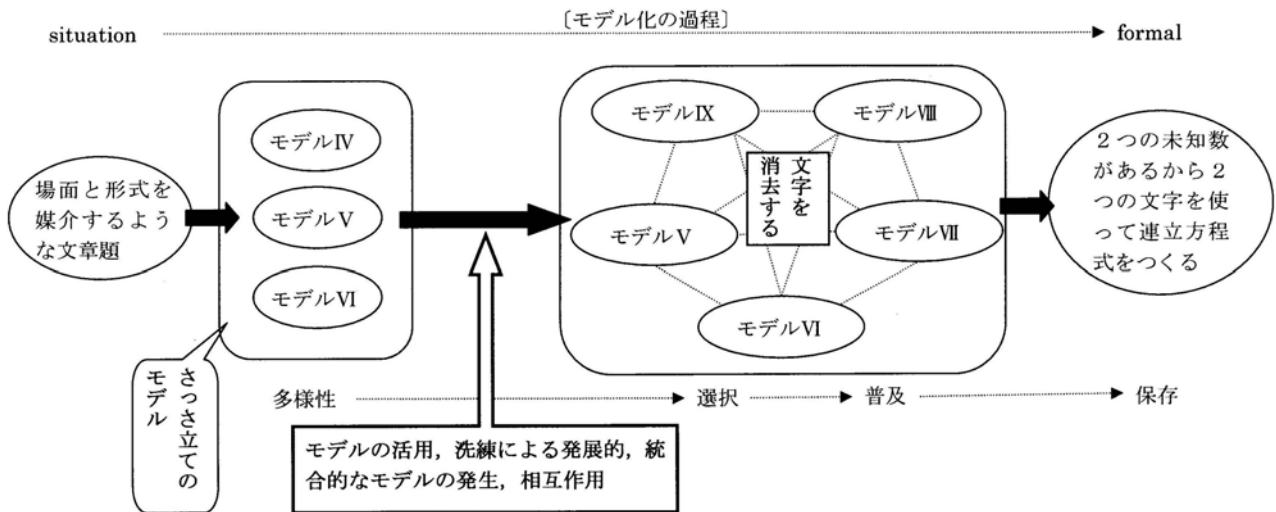 〔モデル化の過程〕
situation
formal
場面と形式を
媒介するよう
な文章題
モデルⅣ
モデルⅤ
モデルⅥ
さっさ立ての
モデル
モデルⅨ
モデルⅧ
モデルⅤ
モデルⅦ
モデルⅥ
文字を
消去する
２つの未知数
があるから２
つの文字を使
って連立方程
式をつくる
多様性
選択
普及
保存
モデルの活用，洗練による発展的，統
合的なモデルの発生，相互作用